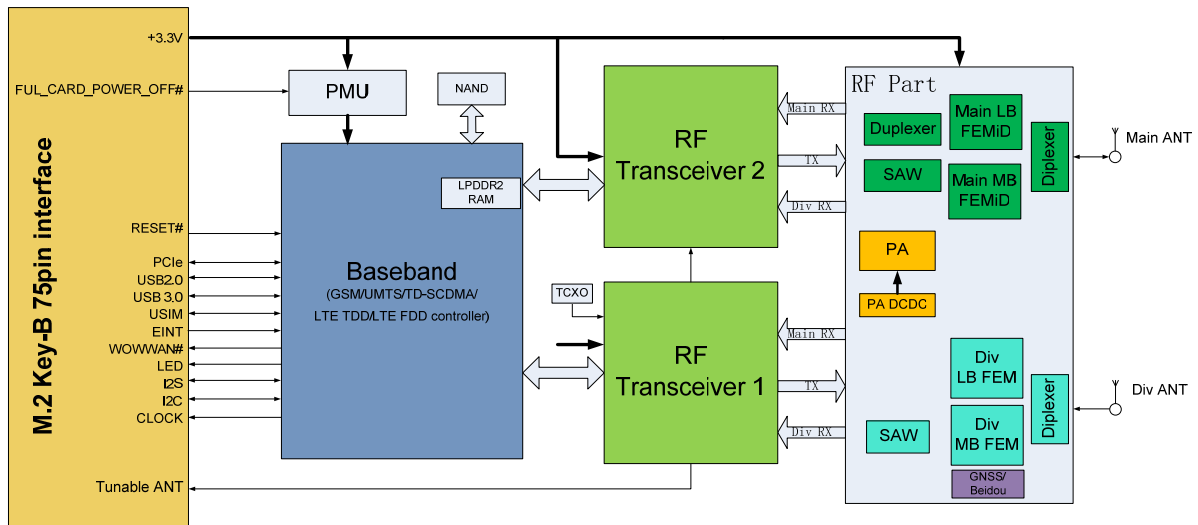 M.2 Key-B 75pin interface
+3.3V
FUL_CARD_POWER_OFF#
RESET#
PCIe
USB2.0
USB 3.0
USIM
EINT
WOWWAN#
LED
I2S
I2C
CLOCK
Tunable ANT
PMU
NAND
LPDDR2
RAM
Baseband
(GSM/UMTS/TD-SCDMA/
LTE TDD/LTE FDD controller)
TCXO
RF
Transceiver 2
RF
Transceiver 1
Main RX
TX
Div RX
Main RX
TX
Div RX
RF Part
Duplexer
Main LB
FEMiD
SAW
Main MB
FEMiD
Diplexer
PA
PA DCDC
Div
LB FEM
SAW
Div
MB FEM
Diplexer
GNSS/
Beidou
Main ANT
Div ANT